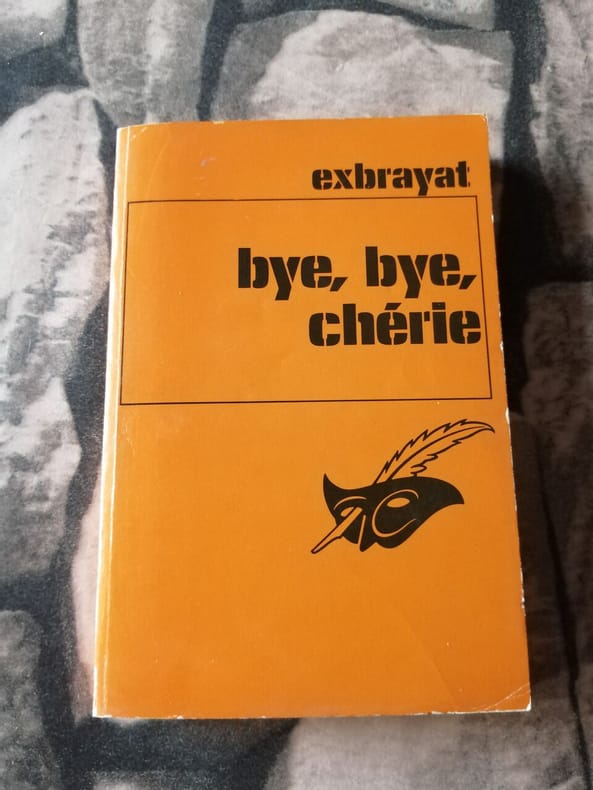 exbrayat
bye, bye,
chérie